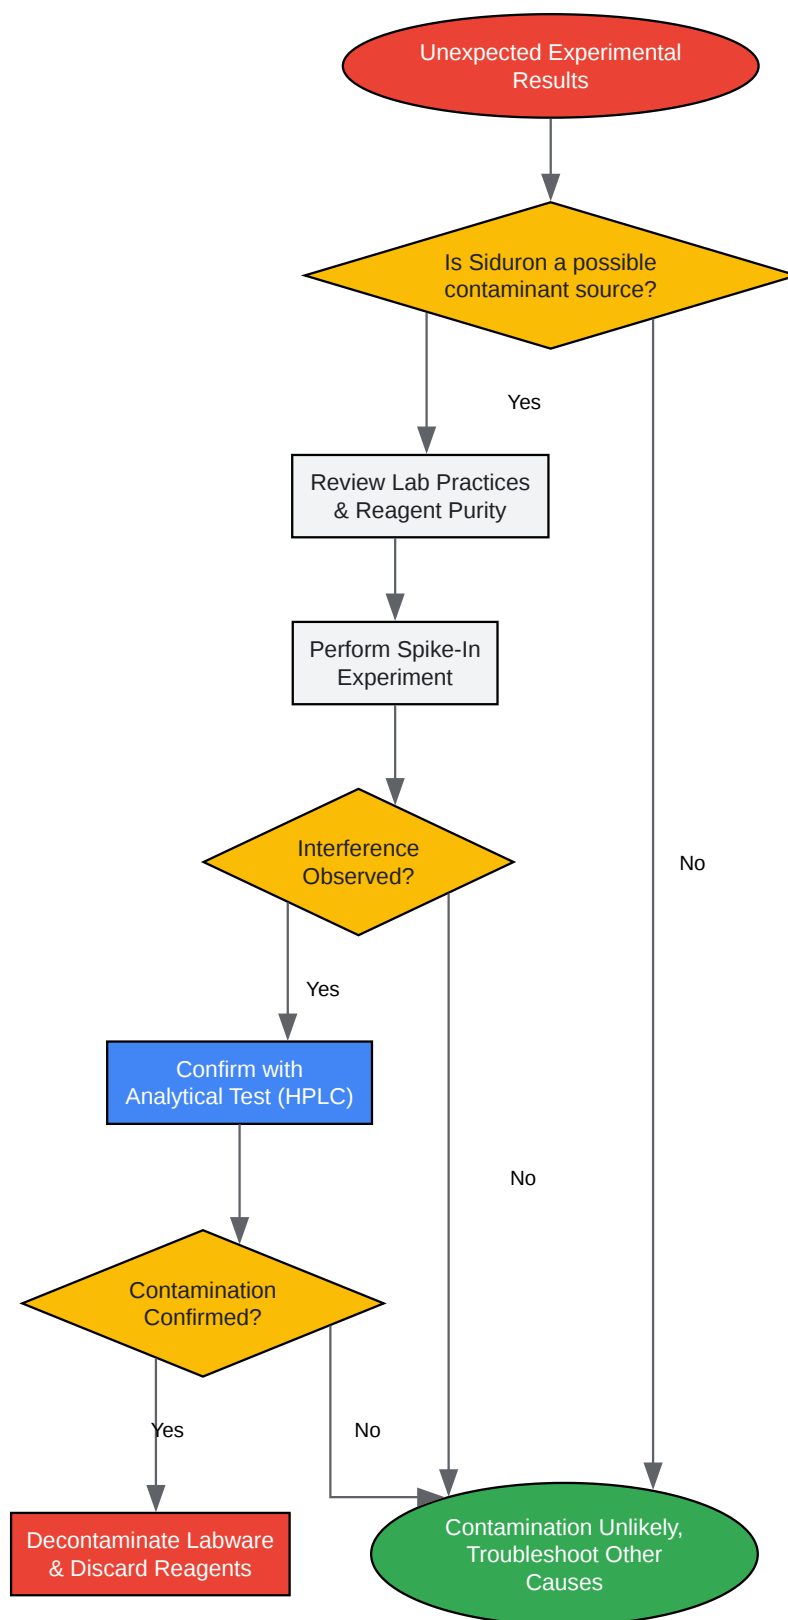 Unexpected Experimental
Results
Is Siduron a possible
contaminant source?
Yes
Review Lab Practices
& Reagent Purity
Perform Spike-In
Experiment
Interference
Observed?
No
Yes
Confirm with
Analytical Test (HPLC)
No
Contamination
Confirmed?
Yes
No
Decontaminate Labware
& Discard Reagents
Contamination Unlikely,
Troubleshoot Other
Causes